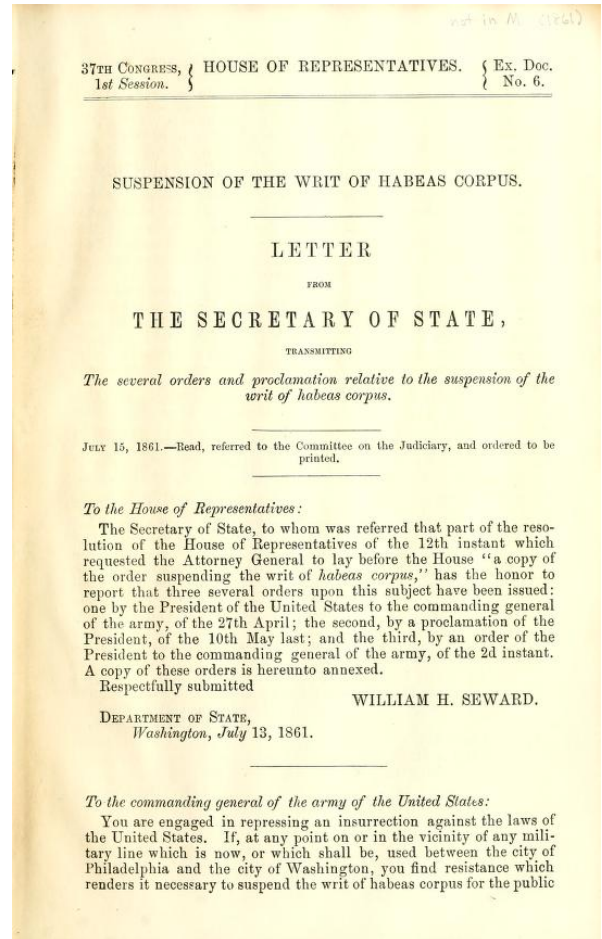 not in M (1861)
37TH CONGRESS, HOUSE OF REPRESENTATIVES. Ex. Doc.
1st Session. No. 6.
SUSPENSION OF THE WRIT OF HABEAS CORPUS.
LETTER
FROM
THE SECRETARY OF STATE,
TRANSMITTING
The several orders and proclamation relative to the suspension of the
writ of habeas corpus.
JULY 15, 1861.—Read, referred to the Committee on the Judiciary, and ordered to be
printed.
To the House of Representatives:
The Secretary of State, to whom was referred that part of the reso-
lution of the House of Representatives of the 12th instant which
requested the Attorney General to lay before the House "a copy of
the order suspending the writ of habeas corpus," has the honor to
report that three several orders upon this subject have been issued:
one by the President of the United States to the commanding general
of the army, of the 27th April; the second, by a proclamation of the
President, of the 10th May last; and the third, by an order of the
President to the commanding general of the army, of the 2d instant.
A copy of these orders is hereunto annexed.
Respectfully submitted
WILLIAM H. SEWARD.
DEPARTMENT OF STATE,
Washington, July 13, 1861.
To the commanding general of the army of the United States:
You are engaged in repressing an insurrection against the laws of
the United States. If, at any point on or in the vicinity of any mili-
tary line which is now, or which shall be, used between the city of
Philadelphia and the city of Washington, you find resistance which
renders it necessary to suspend the writ of habeas corpus for the public